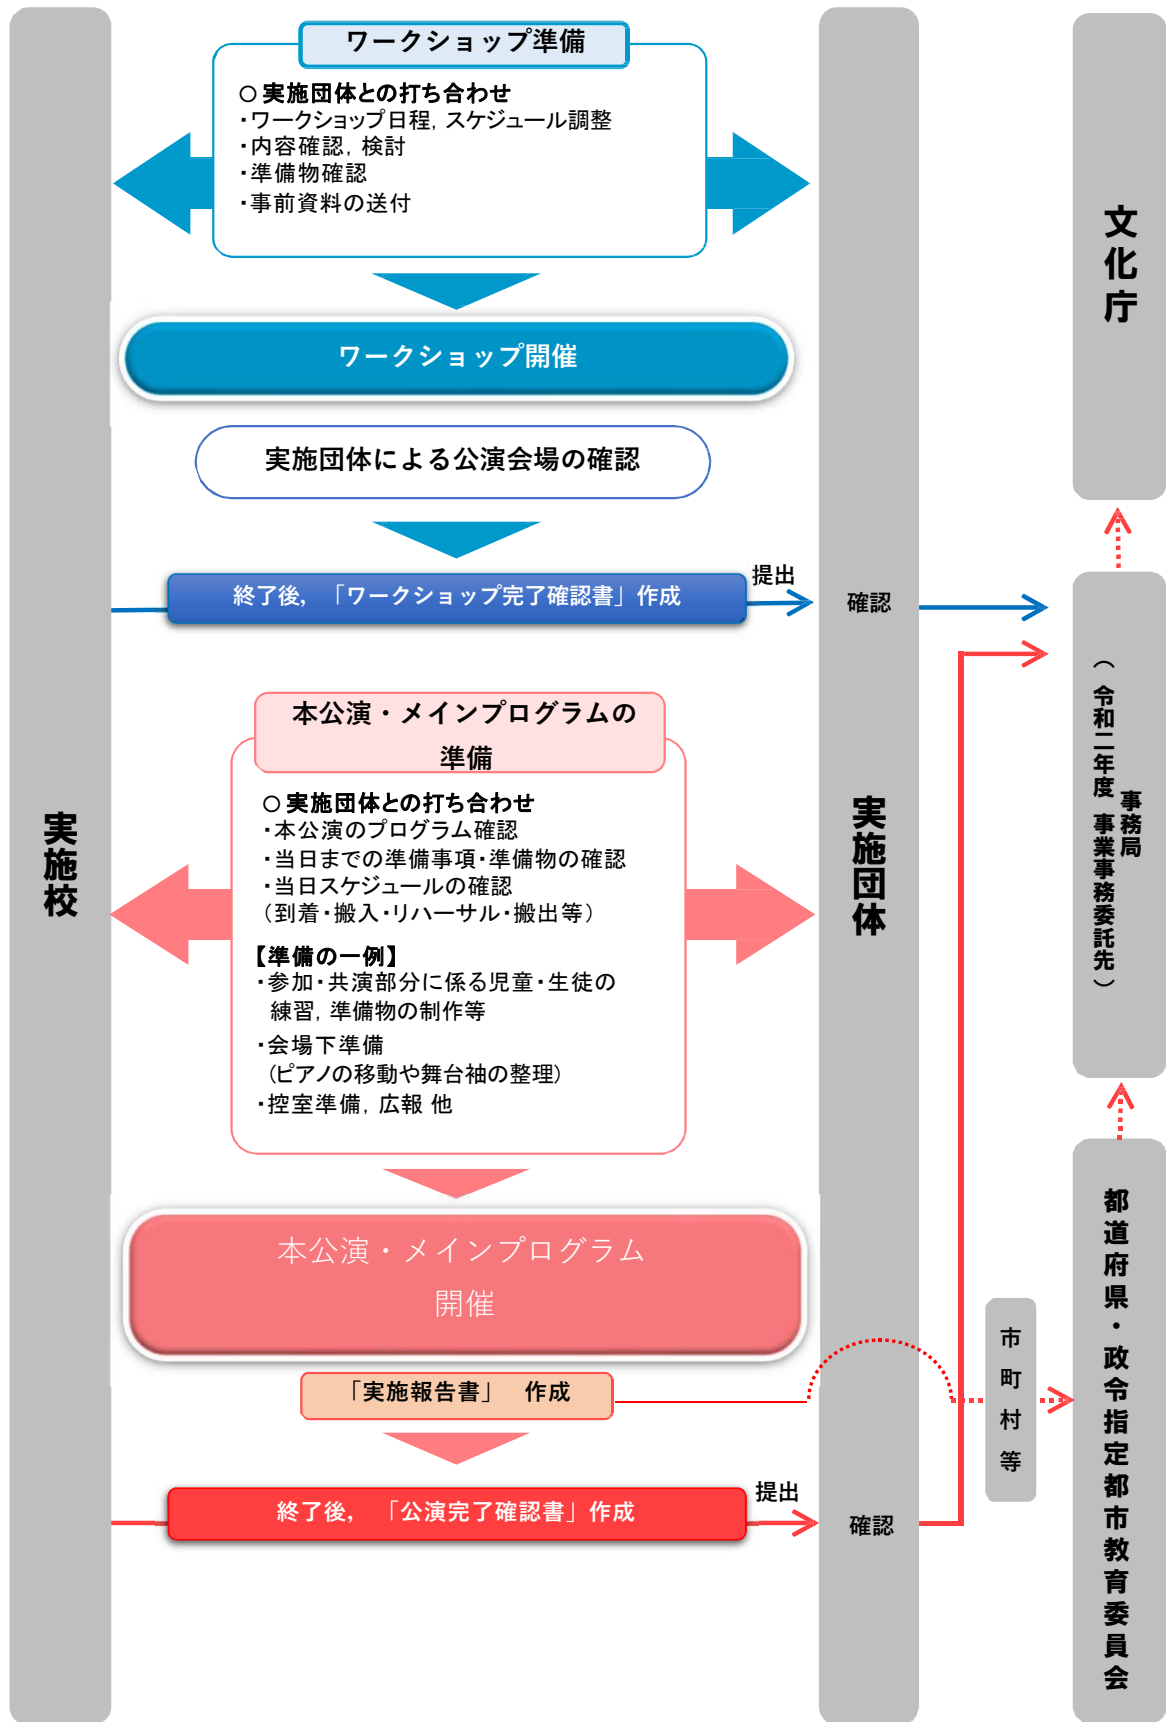 ワークショップ準備
○ 実施団体との打ち合わせ
・ワークショップ日程, スケジュール調整
・内容確認, 検討
・準備物確認
・事前資料の送付
ワークショップ開催
実施団体による公演会場の確認
終了後, 「ワークショップ完了確認書」作成
提出
確認
本公演・メインプログラムの
準備
○ 実施団体との打ち合わせ
・本公演のプログラム確認
・当日までの準備事項・準備物の確認
・当日スケジュールの確認
（到着・搬入・リハーサル・搬出等）
【準備の一例】
・参加・共演部分に係る児童・生徒の
練習, 準備物の制作等
・会場下準備
(ピアノの移動や舞台袖の整理)
・控室準備, 広報 他
本公演・メインプログラム
開催
「実施報告書」 作成
終了後, 「公演完了確認書」作成
提出
確認
実施校
実施団体
文化庁
事務局
（令和二年度 事業事務委託先）
市町村等
都道府県・政令指定都市教育委員会